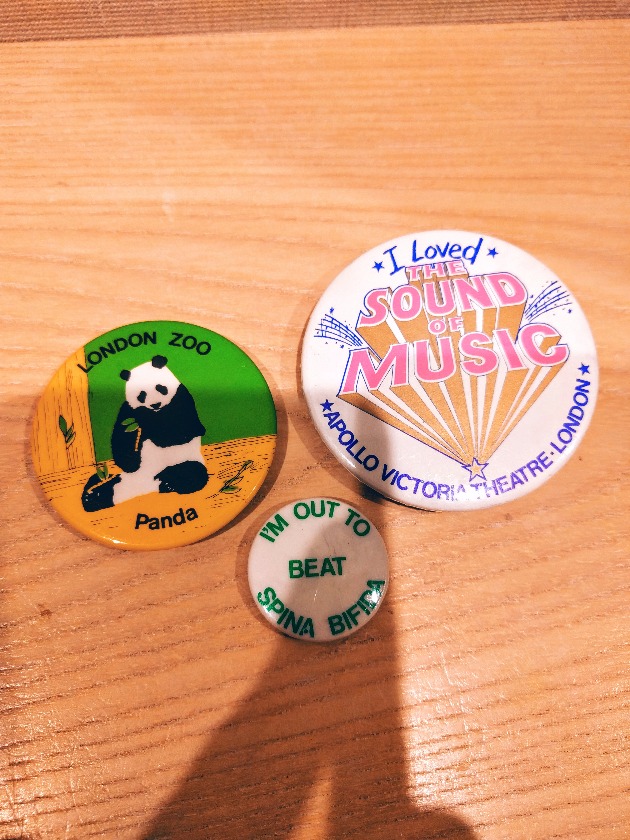 LONDON ZOO
Panda
★ I Loved ★
THE
SOUND
OF
MUSIC
★APOLLO VICTORIA THEATRE·LONDON★
I'M OUT TO
BEAT
SPINA BIFIDA